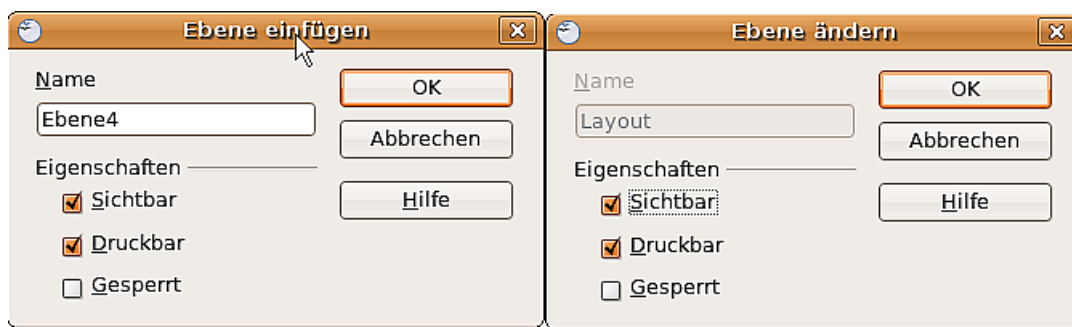 Ebene einfügen
Name
Ebene4
Eigenschaften
Sichtbar
Druckbar
Gesperrt
OK
Abbrechen
Hilfe
Ebene ändern
Name
Layout
Eigenschaften
Sichtbar
Druckbar
Gesperrt
OK
Abbrechen
Hilfe